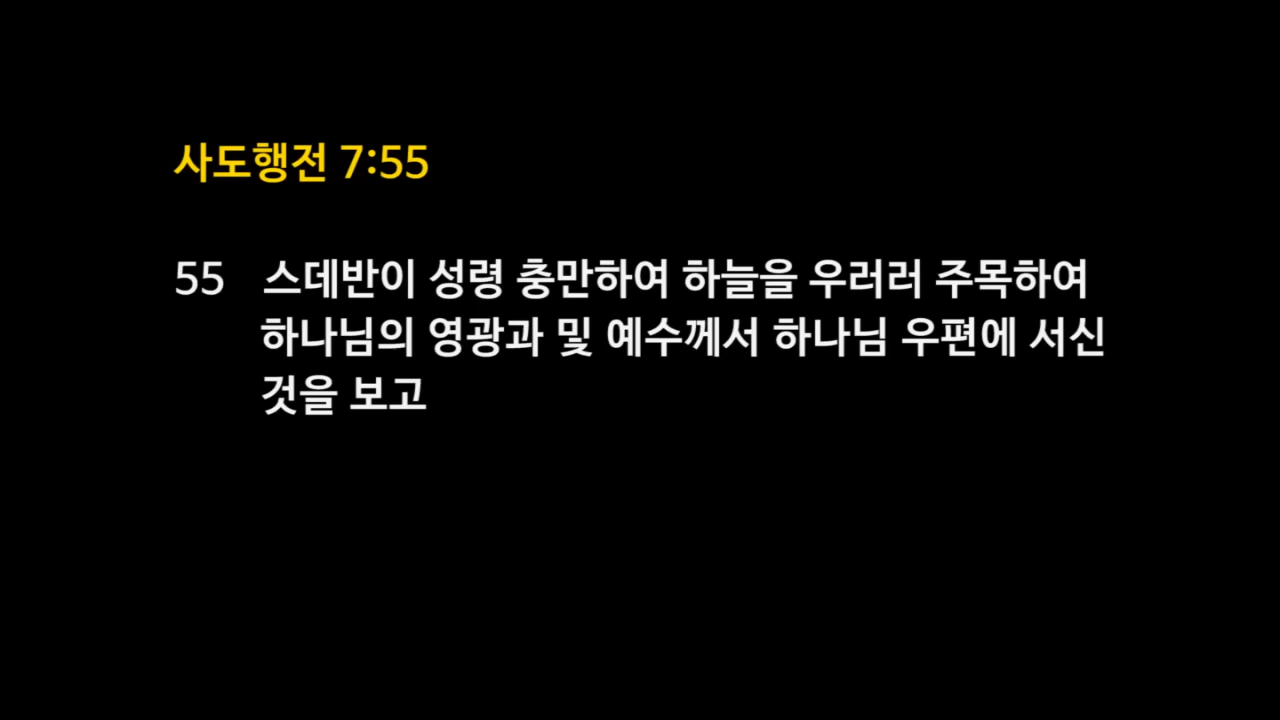 사도행전 7:55
55 스데반이 성령 충만하여 하늘을 우러러 주목하여
하나님의 영광과 및 예수께서 하나님 우편에 서신
것을 보고